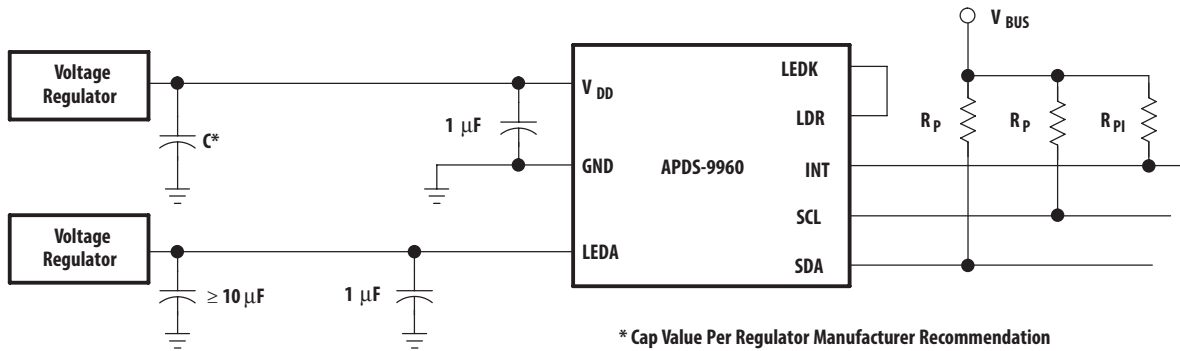 Voltage
Regulator
C*
1 μF
V DD
GND
APDS-9960
LEDK
LDR
INT
SCL
SDA
V BUS
R P
R P
R PI
Voltage
Regulator
≥ 10 μF
1 μF
LEDA
* Cap Value Per Regulator Manufacturer Recommendation